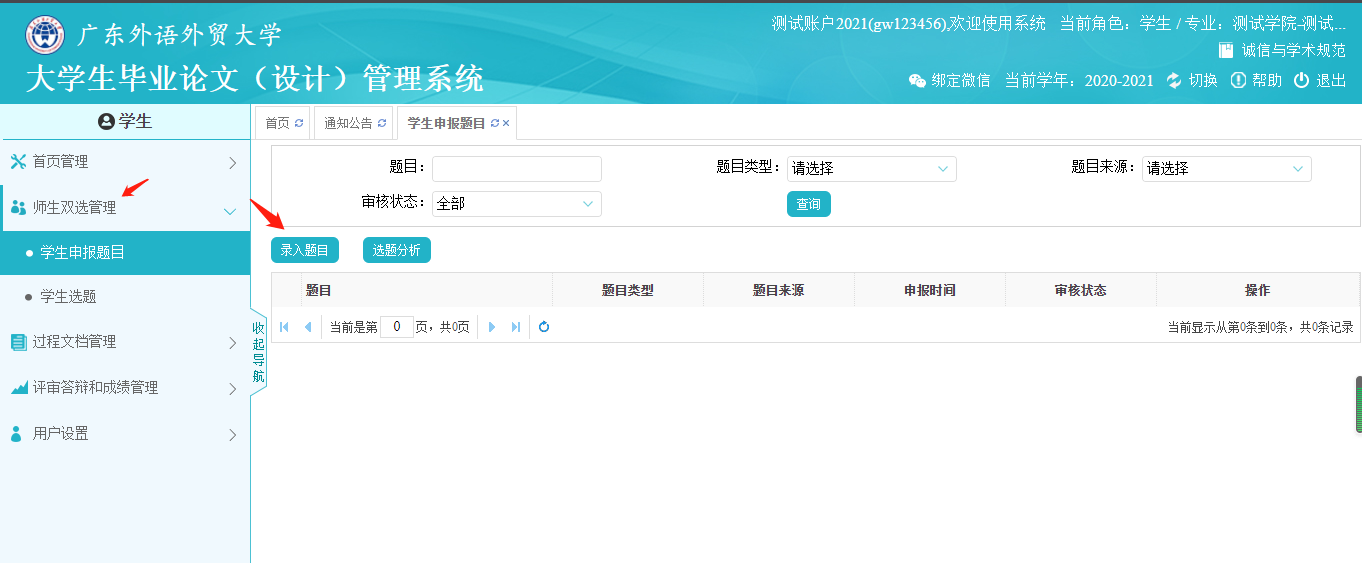 广东外语外贸大学
大学生毕业论文（设计）管理系统
测试账户2021(gw123456),欢迎使用系统 当前角色：学生 / 专业：测试学院-测试...
诚信与学术规范
绑定微信 当前学年：2020-2021 切换 帮助 退出
学生
首页管理
师生双选管理
学生申报题目
学生选题
过程文档管理
评审答辩和成绩管理
用户设置
收起导航
首页 通知公告 学生申报题目
题目： 题目类型：请选择 题目来源：请选择
审核状态：全部 查询
录入题目 选题分析
题目 题目类型 题目来源 申报时间 审核状态 操作
当前是第 0 页，共0页 当前显示从第0条到0条，共0条记录